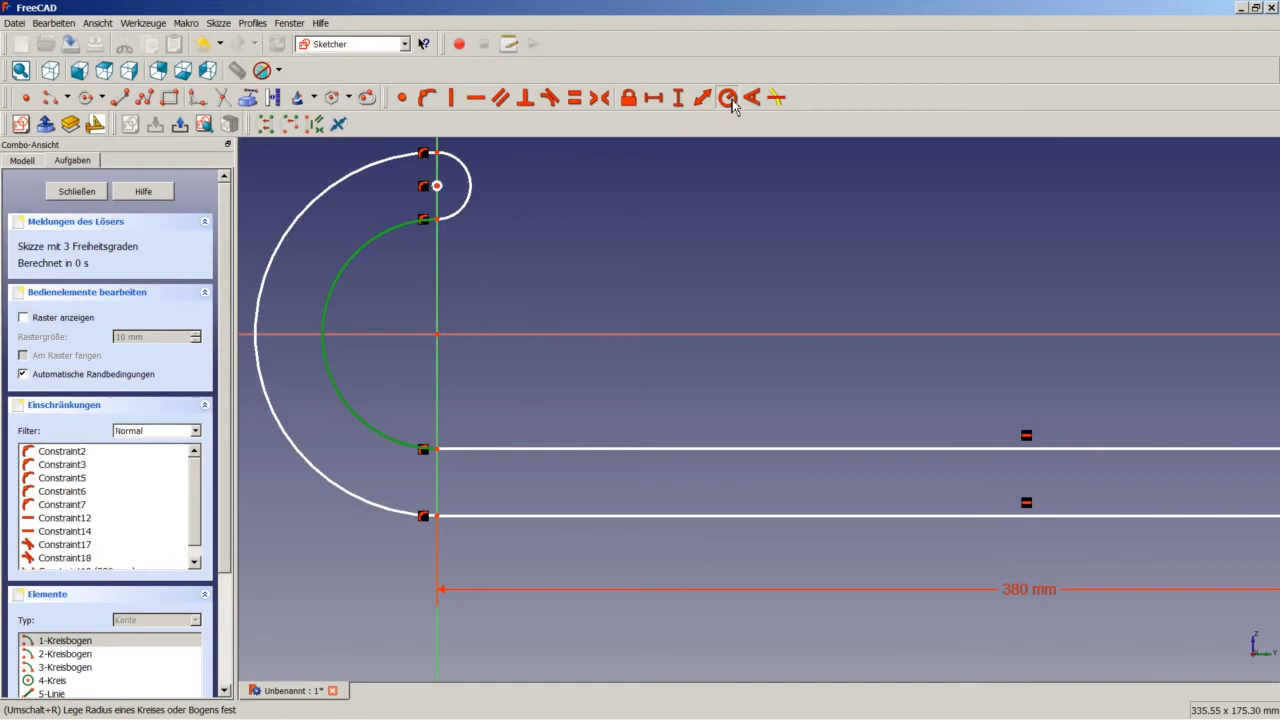 FreeCAD
Datei Bearbeiten Ansicht Werkzeuge Makro Skizze Profiles Fenster Hilfe
Sketcher
Combo-Ansicht
Modell Aufgaben
Schließen Hilfe
Meldungen des Lösers
Skizze mit 3 Freiheitsgraden
Berechnet in 0 s
Bedienelemente bearbeiten
Raster anzeigen
Rastergröße: 10 mm
Am Raster fangen
Automatische Randbedingungen
Einschränkungen
Filter: Normal
Constraint2
Constraint3
Constraint5
Constraint6
Constraint7
Constraint12
Constraint14
Constraint17
Constraint18
Elemente
Typ: Kante
1-Kreisbogen
2-Kreisbogen
3-Kreisbogen
4-Kreis
5-Linie
380 mm
Z
Y
Unbenannt : 1*
(Umschalt+R) Lege Radius eines Kreises oder Bogens fest
335.55 x 175.30 mm